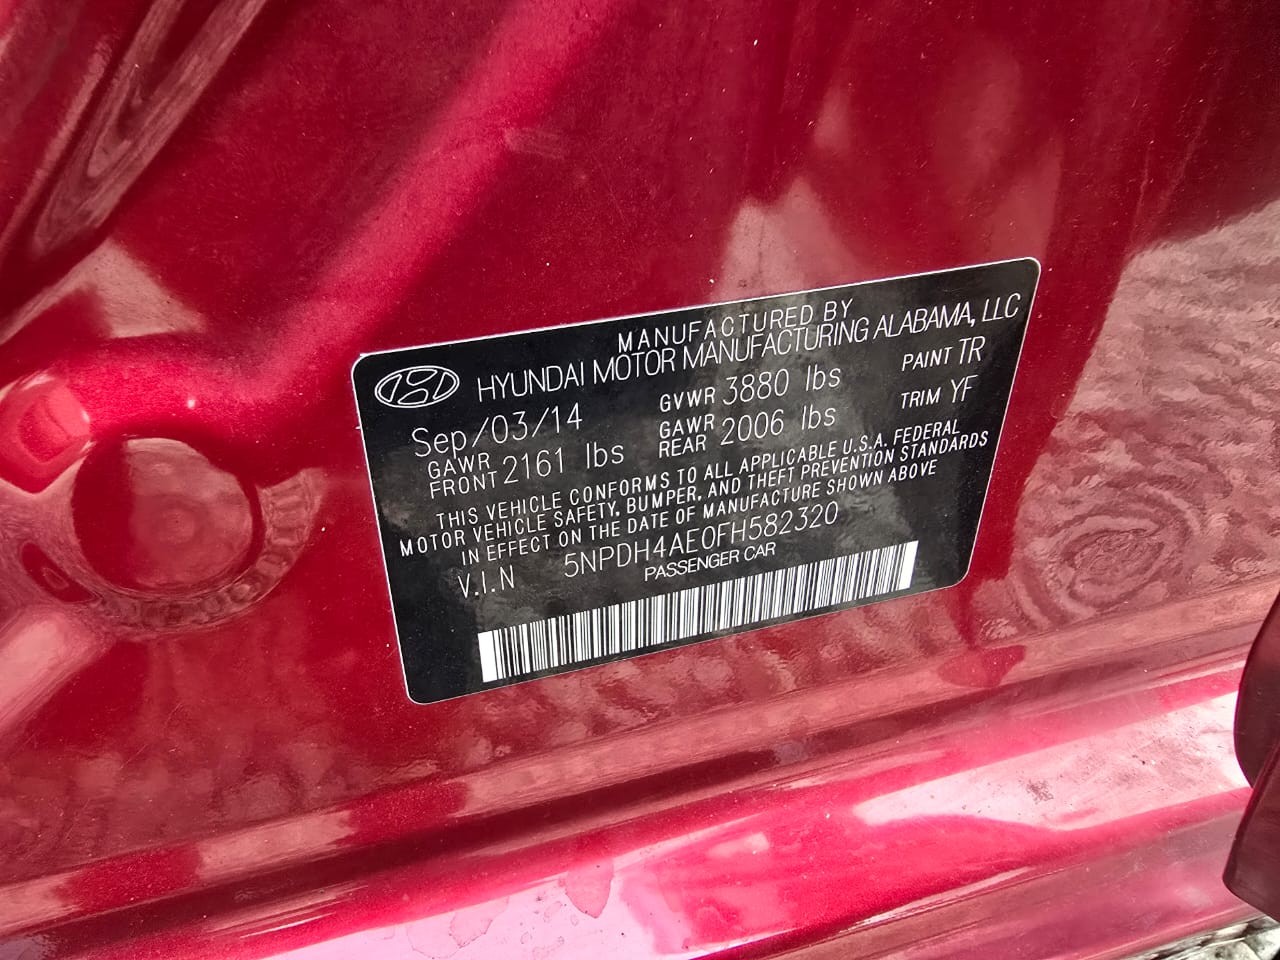 MANUFACTURED BY
HYUNDAI MOTOR MANUFACTURING ALABAMA, LLC
Sep/03/14 GVWR 3880 lbs PAINT TR
GAWR FRONT 2161 lbs GAWR REAR 2006 lbs TRIM YF
THIS VEHICLE CONFORMS TO ALL APPLICABLE U.S.A. FEDERAL
MOTOR VEHICLE SAFETY, BUMPER, AND THEFT PREVENTION STANDARDS
IN EFFECT ON THE DATE OF MANUFACTURE SHOWN ABOVE
V.I.N 5NPDH4AE0FH582320
PASSENGER CAR